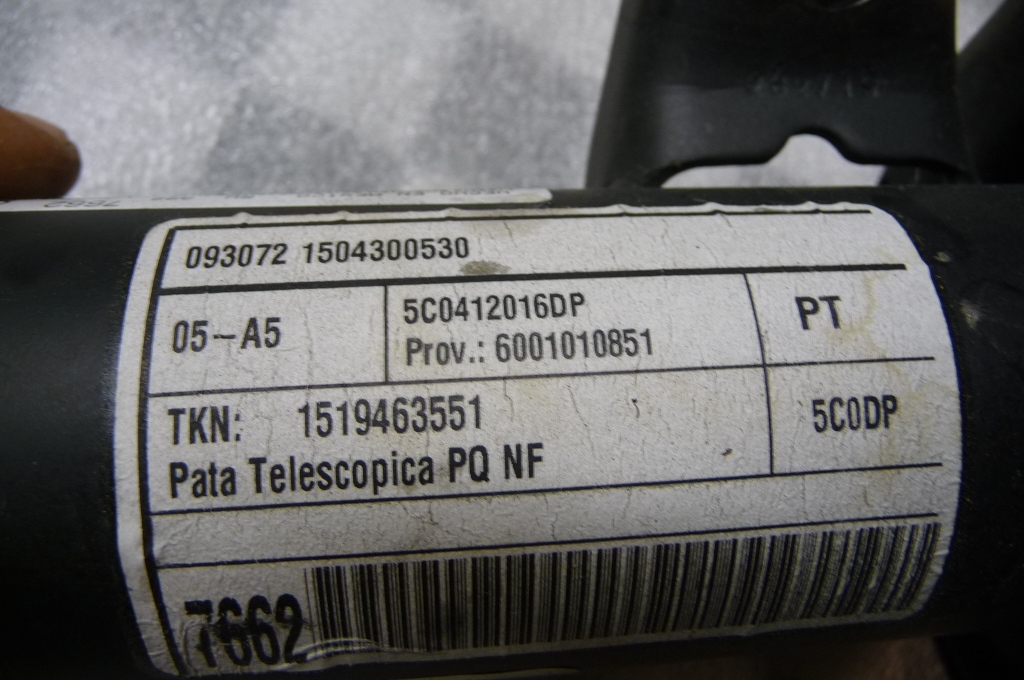 093072 1504300530
05-A5
5C0412016DP
Prov.: 6001010851
PT
TKN: 1519463551
Pata Telescopica PQ NF
5C0DP
7662